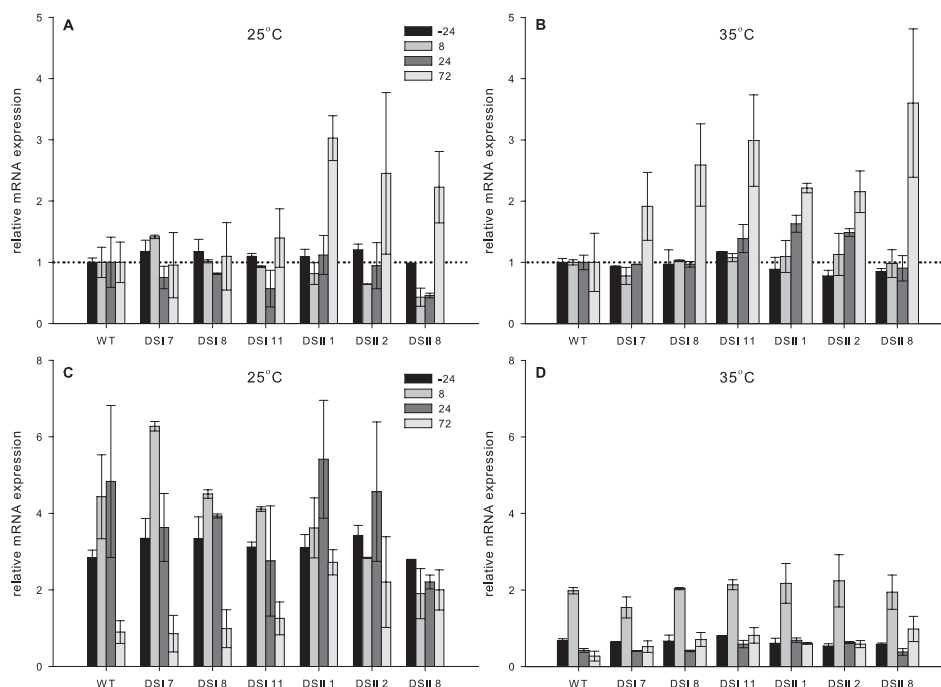 A
25°C
-24
8
24
72
relative mRNA expression
5
4
3
2
1
0
WT
DSI 7
DSI 8
DSI 11
DSII 1
DSII 2
DSII 8
B
35°C
relative mRNA expression
5
4
3
2
1
0
WT
DSI 7
DSI 8
DSI 11
DSII 1
DSII 2
DSII 8
C
25°C
-24
8
24
72
relative mRNA expression
8
6
4
2
0
WT
DSI 7
DSI 8
DSI 11
DSII 1
DSII 2
DSII 8
D
35°C
relative mRNA expression
8
6
4
2
0
WT
DSI 7
DSI 8
DSI 11
DSII 1
DSII 2
DSII 8